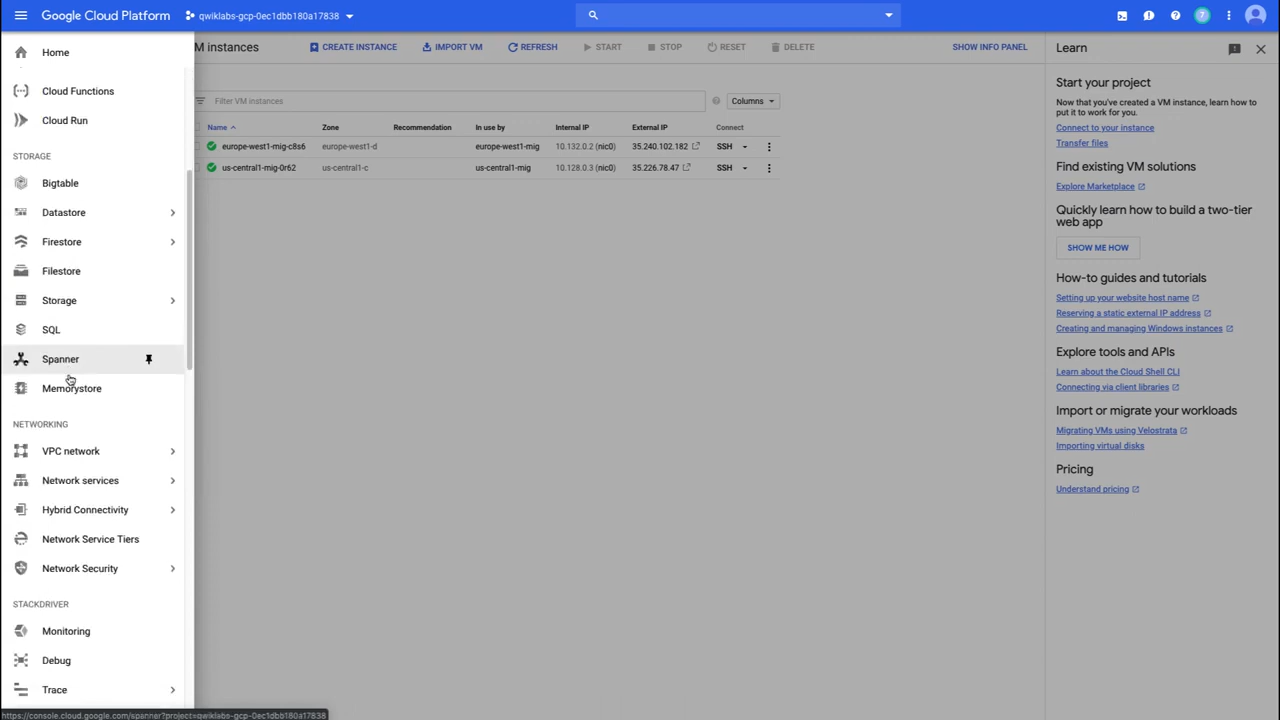 Google Cloud Platform
qwiklabs-gcp-0ec1dbb180a17838
7
Home
Cloud Functions
Cloud Run
STORAGE
Bigtable
Datastore
Firestore
Filestore
Storage
SQL
Spanner
Memorystore
NETWORKING
VPC network
Network services
Hybrid Connectivity
Network Service Tiers
Network Security
STACKDRIVER
Monitoring
Debug
Trace
https://console.cloud.google.com/spanner?project=qwiklabs-gcp-0ec1dbb180a17838
M instances
CREATE INSTANCE
IMPORT VM
REFRESH
START
STOP
RESET
DELETE
SHOW INFO PANEL
Filter VM instances
Columns
Name Zone Recommendation In use by Internal IP External IP Connect
europe-west1-mig-c8s6 europe-west1-d europe-west1-mig 10.132.0.2 (nic0) 35.240.102.182 SSH
us-central1-mig-0r62 us-central1-c us-central1-mig 10.128.0.3 (nic0) 35.226.78.47 SSH
Learn
Start your project
Now that you've created a VM instance, learn how to
put it to work for you.
Connect to your instance
Transfer files
Find existing VM solutions
Explore Marketplace
Quickly learn how to build a two-tier
web app
SHOW ME HOW
How-to guides and tutorials
Setting up your website host name
Reserving a static external IP address
Creating and managing Windows instances
Explore tools and APIs
Learn about the Cloud Shell CLI
Connecting via client libraries
Import or migrate your workloads
Migrating VMs using Velostrata
Importing virtual disks
Pricing
Understand pricing